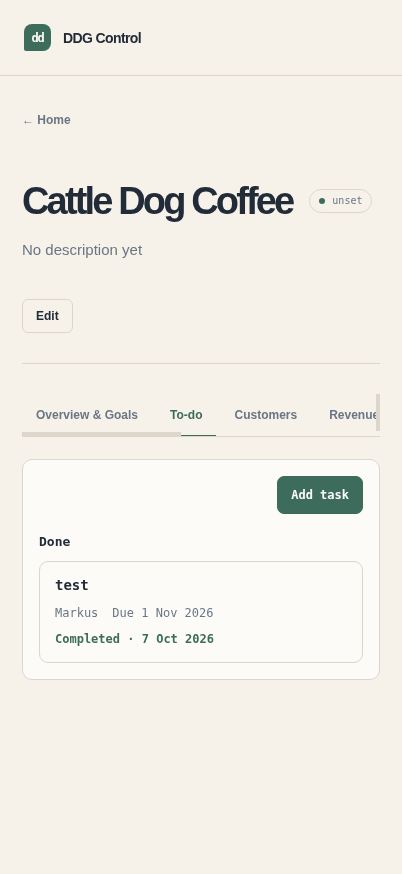 dd DDG Control
← Home
Cattle Dog Coffee unset
No description yet
Edit
Overview & Goals To-do Customers Revenue
Add task
Done
test
Markus Due 1 Nov 2026
Completed · 7 Oct 2026